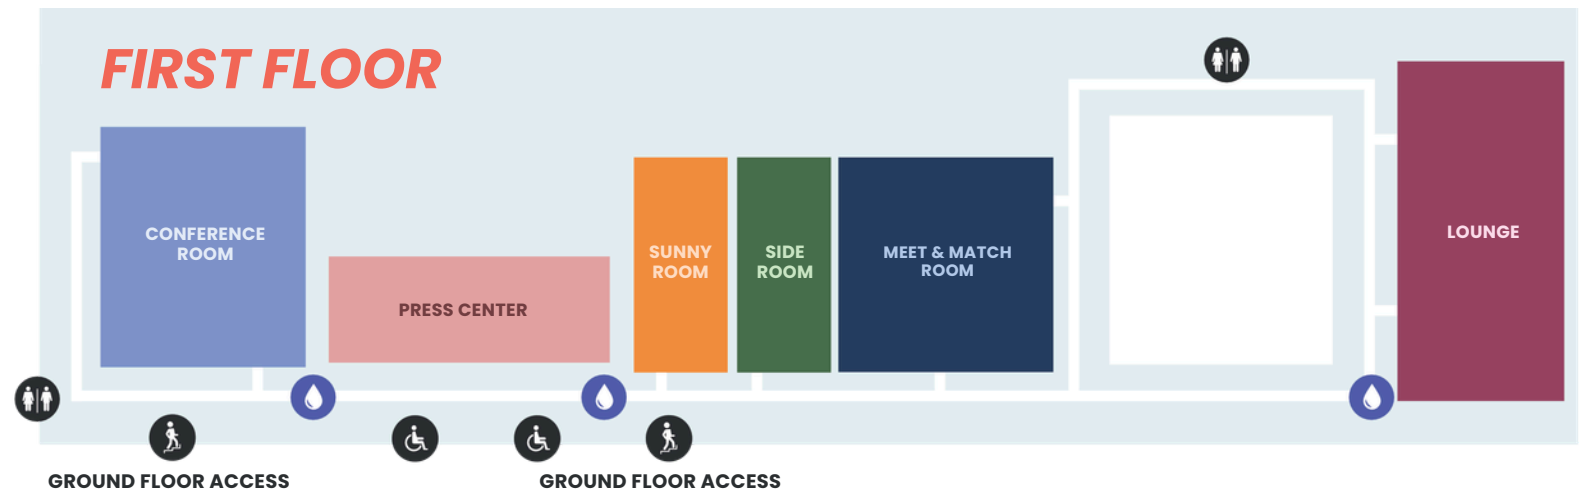 FIRST FLOOR
CONFERENCE
ROOM
PRESS CENTER
SUNNY
ROOM
SIDE
ROOM
MEET & MATCH
ROOM
LOUNGE
GROUND FLOOR ACCESS
GROUND FLOOR ACCESS